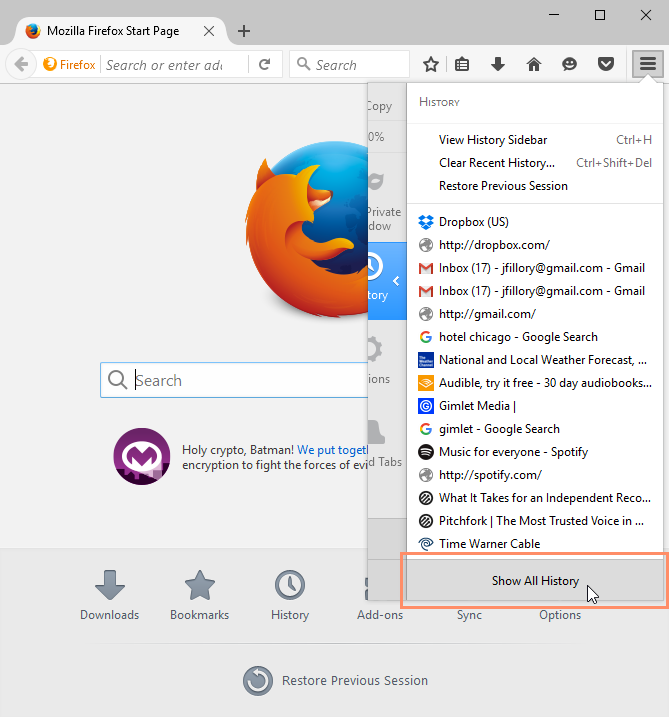 Mozilla Firefox Start Page
Firefox
Search or enter
Search
Copy
0%
Private
dow
tory
ions
d Tabs
HISTORY
View History Sidebar Ctrl+H
Clear Recent History... Ctrl+Shift+Del
Restore Previous Session
Dropbox (US)
http://dropbox.com/
Inbox (17) - jfillory@gmail.com - Gmail
Inbox (17) - jfillory@gmail.com - Gmail
http://gmail.com/
hotel chicago - Google Search
National and Local Weather Forecast, ...
Audible, try it free - 30 day audiobooks...
Gimlet Media |
gimlet - Google Search
Music for everyone - Spotify
http://spotify.com/
What It Takes for an Independent Reco...
Pitchfork | The Most Trusted Voice in ...
Time Warner Cable
Show All History
Search
Holy crypto, Batman! We put togeth
encryption to fight the forces of evi
Downloads Bookmarks History Add-ons Sync Options
Restore Previous Session